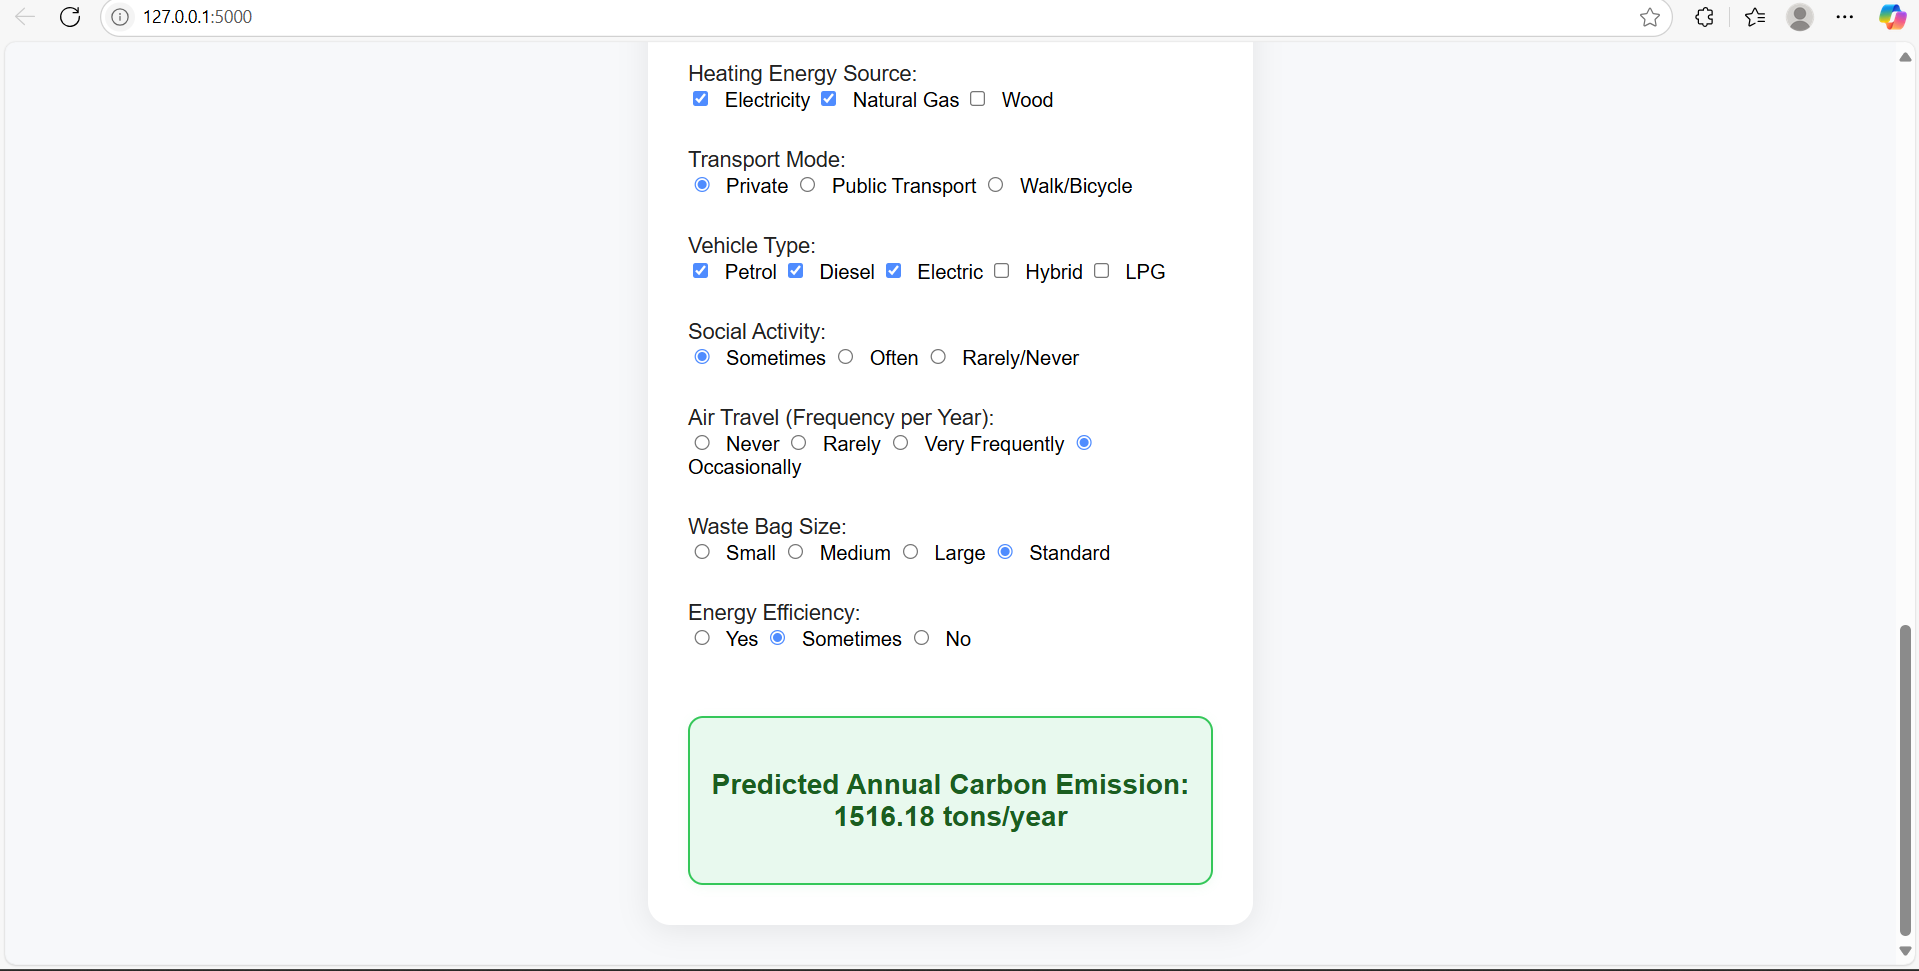 127.0.0.1:5000
Heating Energy Source:
Electricity Natural Gas Wood
Transport Mode:
Private Public Transport Walk/Bicycle
Vehicle Type:
Petrol Diesel Electric Hybrid LPG
Social Activity:
Sometimes Often Rarely/Never
Air Travel (Frequency per Year):
Never Rarely Very Frequently
Occasionally
Waste Bag Size:
Small Medium Large Standard
Energy Efficiency:
Yes Sometimes No
Predicted Annual Carbon Emission:
1516.18 tons/year